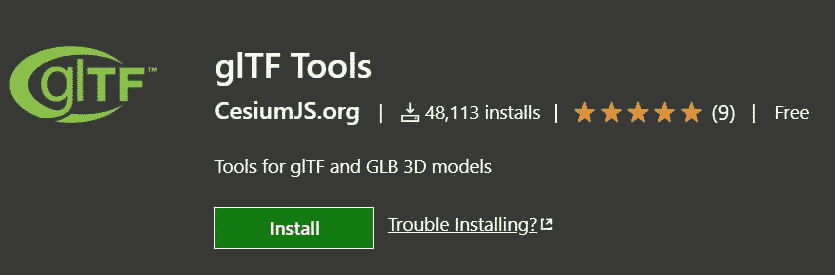 glTF™
glTF Tools
CesiumJS.org | 48,113 installs | (9) | Free
Tools for glTF and GLB 3D models
Install Trouble Installing?